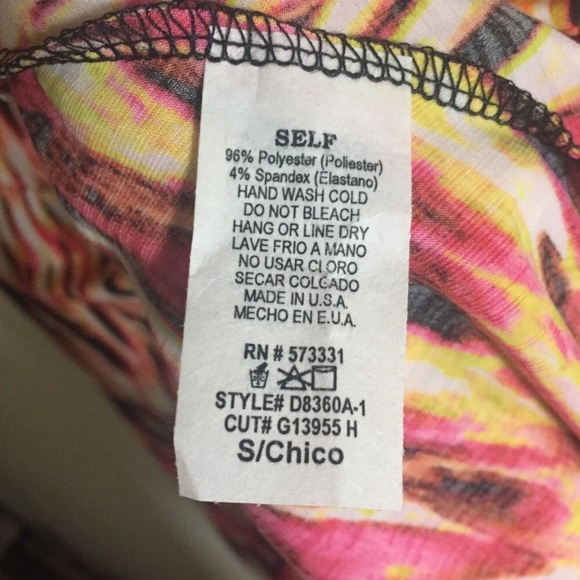 SELF
96% Polyester (Poliester)
4% Spandex (Elastano)
HAND WASH COLD
DO NOT BLEACH
HANG OR LINE DRY
LAVE FRIO A MANO
NO USAR CLORO
SECAR COLGADO
MADE IN U.S.A.
MECHO EN E.U.A.
RN # 573331
STYLE# D8360A-1
CUT# G13955 H
S/Chico